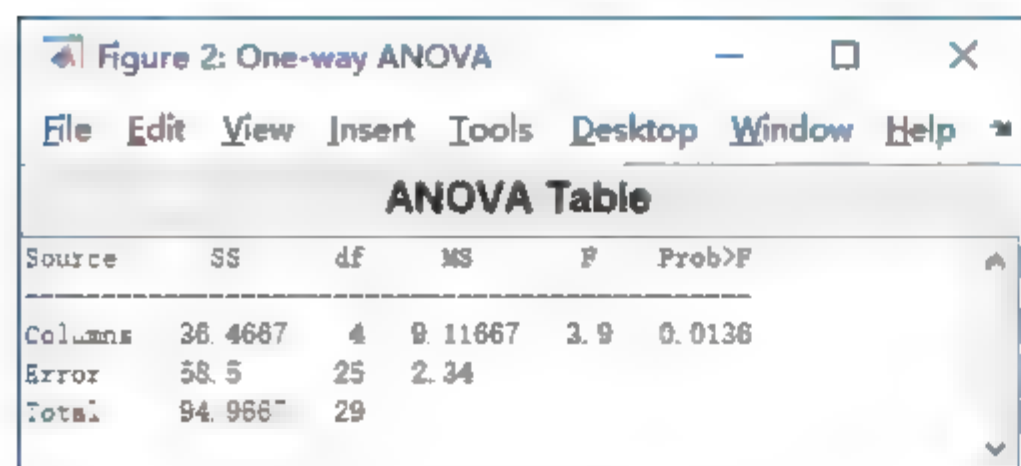 Figure 2: One-way ANOVA
File Edit View Insert Tools Desktop Window Help
ANOVA Table
Source SS df MS F Prob>F
Columns 36.4667 4 9.11667 3.9 0.0136
Error 58.5 25 2.34
Total 94.9667 29